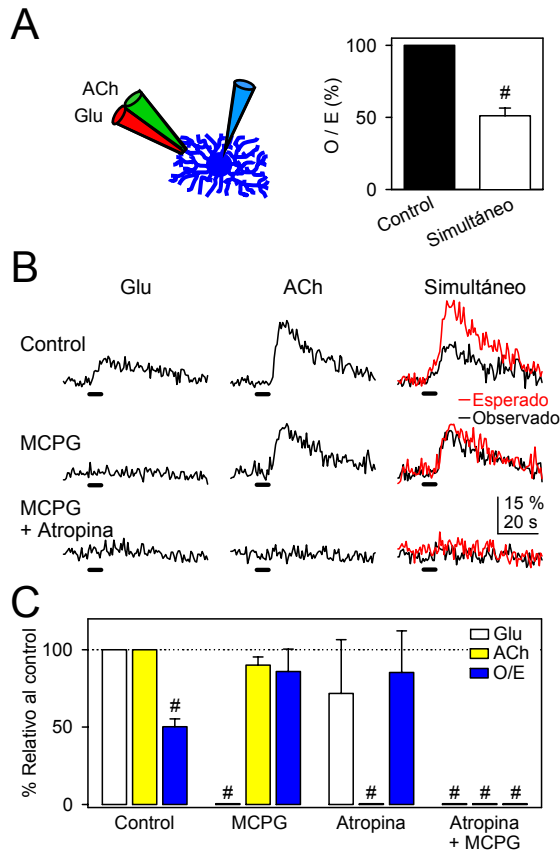 A
ACh
Glu
O / E (%)
100
50
0
#
Control
Simultáneo
B
Glu
ACh
Simultáneo
Control
Esperado
Observado
MCPG
MCPG
+ Atropina
15 %
20 s
C
% Relativo al control
100
50
0
Glu
ACh
O/E
#
#
#
#
#
#
Control
MCPG
Atropina
Atropina
+ MCPG